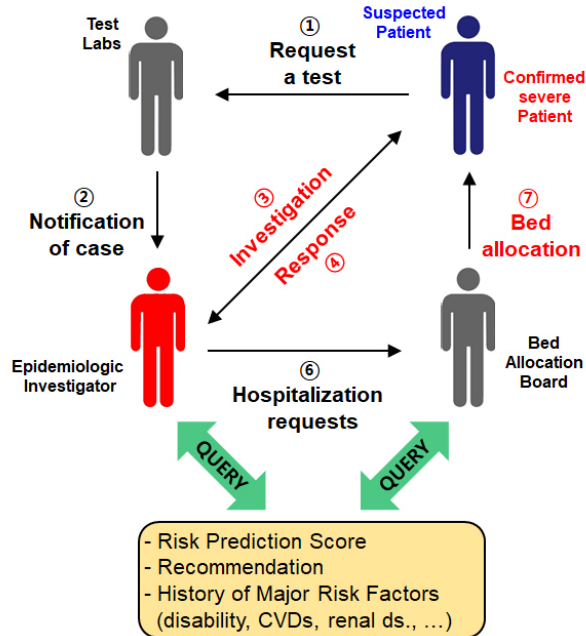 Test
Labs
①
Request
a test
Suspected
Patient
Confirmed
severe
Patient
②
Notification
of case
③
Investigation
Response
④
⑦
Bed
allocation
Epidemiologic
Investigator
⑥
Hospitalization
requests
Bed
Allocation
Board
QUERY
QUERY
- Risk Prediction Score
- Recommendation
- History of Major Risk Factors
(disability, CVDs, renal ds., ...)